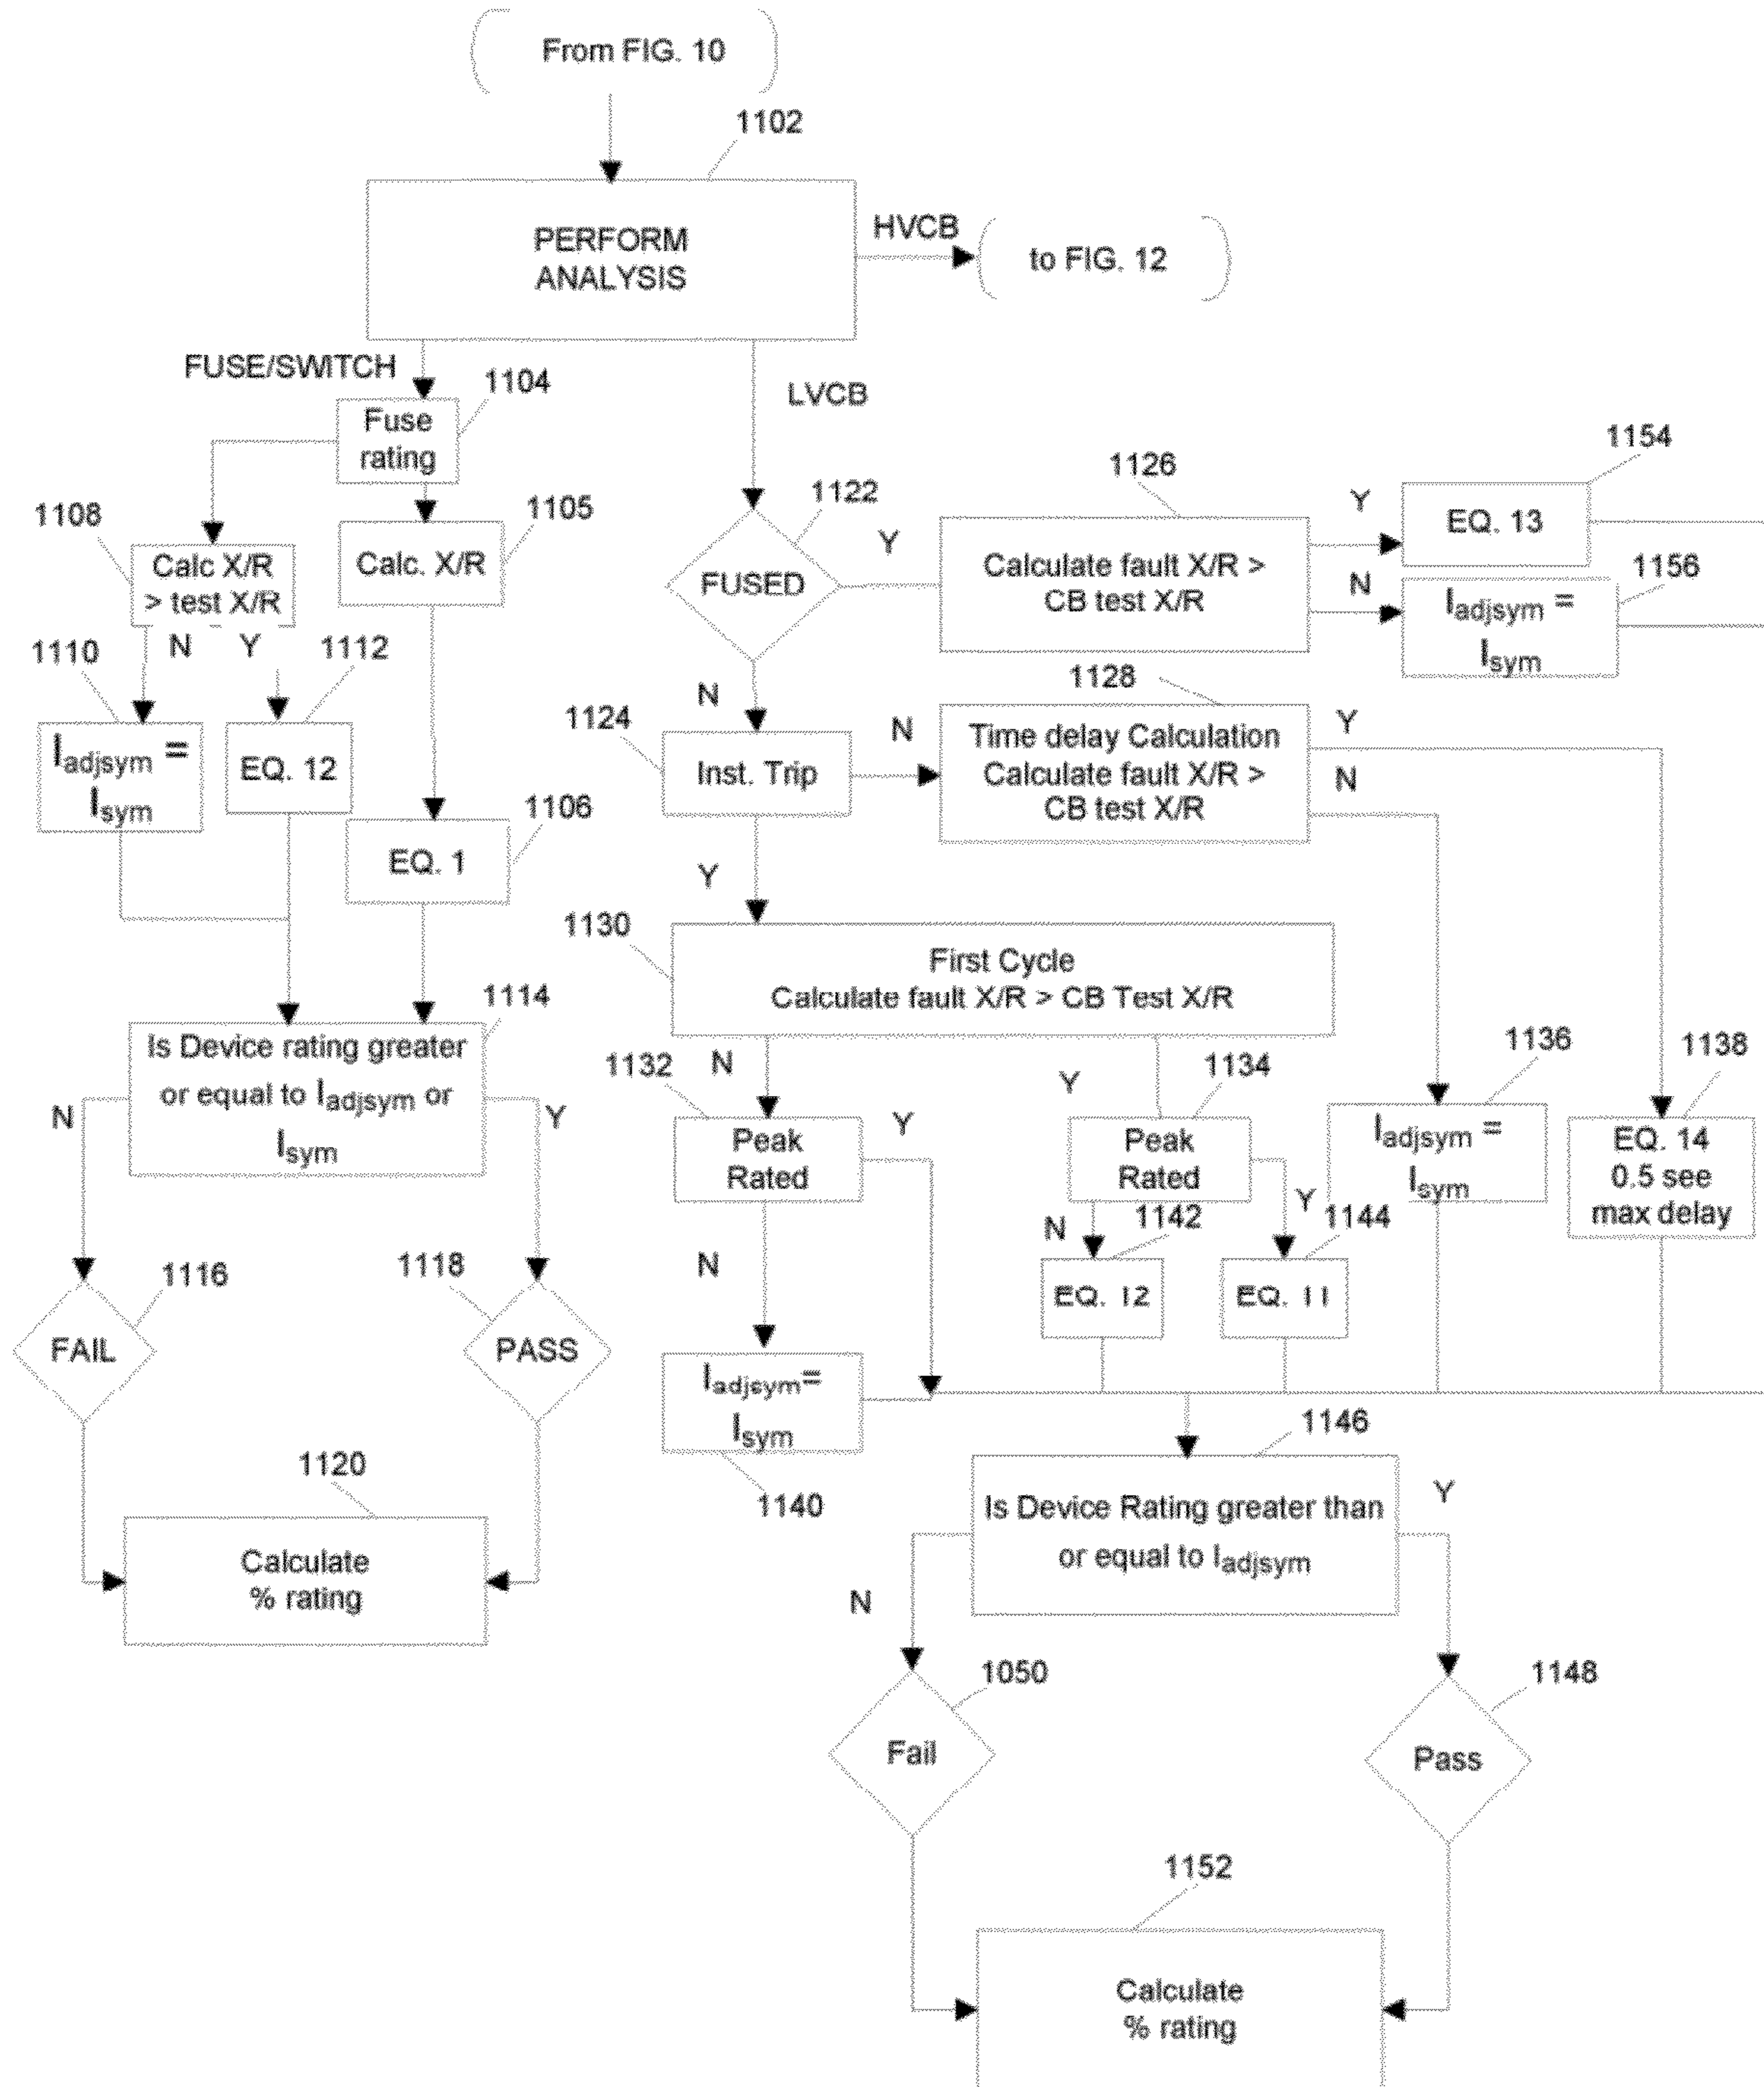 From FIG. 10
1102
PERFORM
ANALYSIS
HVCB
to FIG. 12
FUSE/SWITCH
1104
LVCB
Fuse
rating
1108
1105
1122
1126
1154
Calc X/R
> test X/R
Calc. X/R
FUSED
Y
Calculate fault X/R >
CB test X/R
Y
EQ. 13
N
1156
Iadjsym =
Isym
N
Y
1110
1112
N
1128
Iadjsym =
Isym
EQ. 12
1124
Inst. Trip
N
Time delay Calculation
Calculate fault X/R >
CB test X/R
Y
N
1106
EQ. 1
Y
1130
First Cycle
Calculate fault X/R > CB Test X/R
1114
Is Device rating greater
or equal to Iadjsym or
Isym
N
Y
1132
N
Y
1134
1136
1138
Peak
Rated
Y
Peak
Rated
Iadjsym =
Isym
EQ. 14
0.5 see
max delay
N
1142
Y
1144
1116
1118
N
EQ. 12
EQ. 11
FAIL
PASS
Iadjsym=
Isym
1140
1146
1120
Is Device Rating greater than
or equal to Iadjsym
Y
Calculate
% rating
N
1050
1148
Fail
Pass
1152
Calculate
% rating